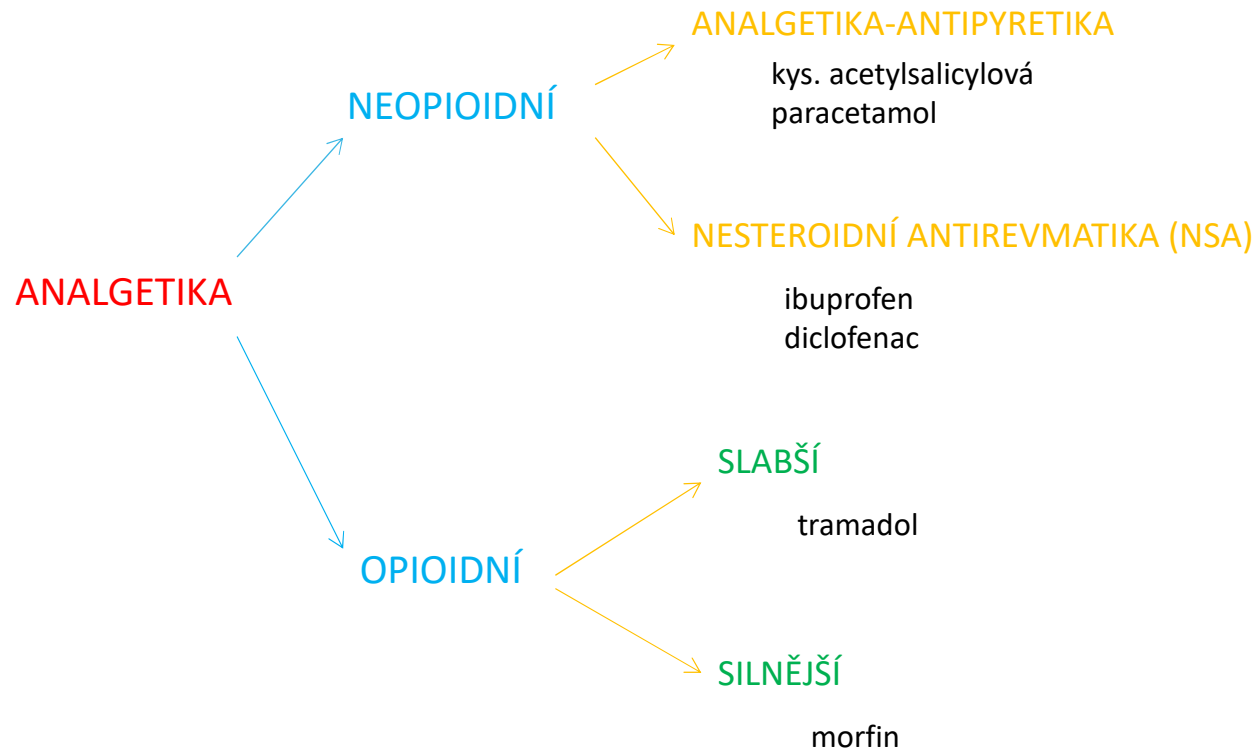 ANALGETIKA
NEOPIOIDNÍ
ANALGETIKA-ANTIPYRETIKA
kys. acetylsalicylová
paracetamol
NESTEROIDNÍ ANTIREVMATIKA (NSA)
ibuprofen
diclofenac
OPIOIDNÍ
SLABŠÍ
tramadol
SILNĚJŠÍ
morfin